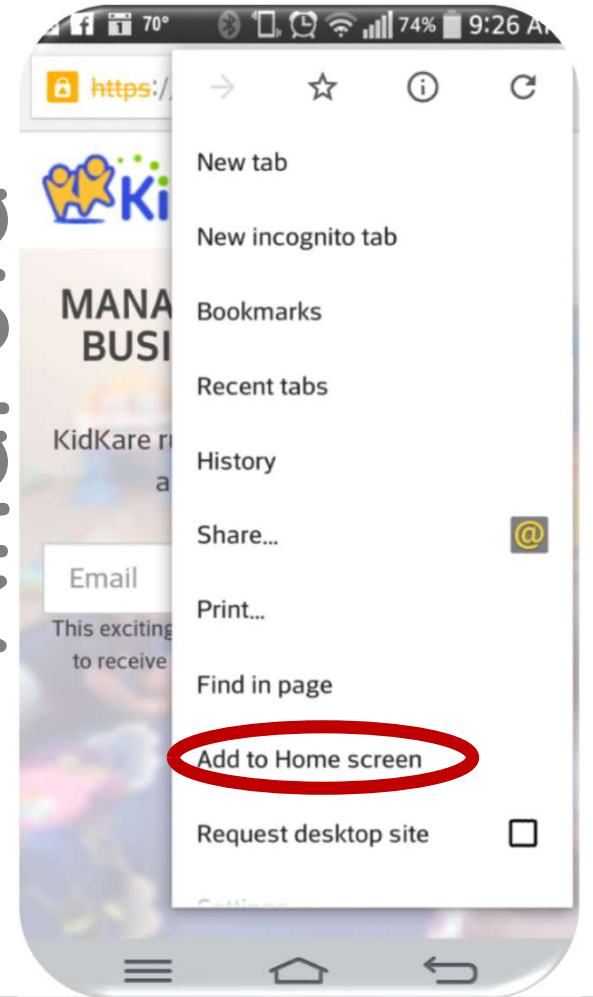 70°
74%
9:26 A
https:/
Ki
MANA
BUSI
KidKare
a
Email
This exciting
to receive
New tab
New incognito tab
Bookmarks
Recent tabs
History
Share...
@
Print...
Find in page
Add to Home screen
Request desktop site